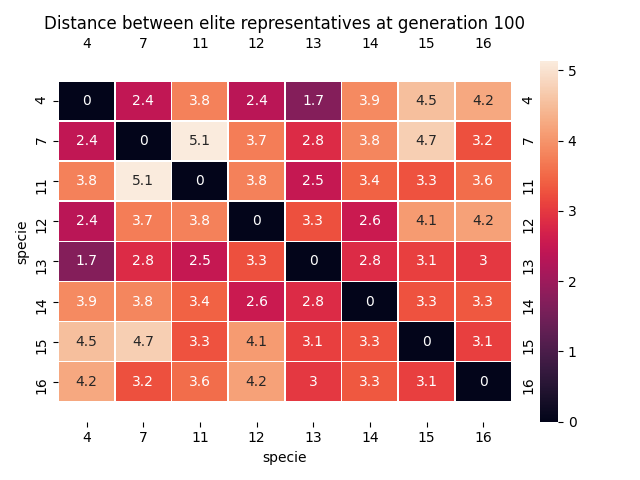 Distance between elite representatives at generation 100
4 7 11 12 13 14 15 16
4 0 2.4 3.8 2.4 1.7 3.9 4.5 4.2 4
7 2.4 0 5.1 3.7 2.8 3.8 4.7 3.2 7
11 3.8 5.1 0 3.8 2.5 3.4 3.3 3.6 11
12 2.4 3.7 3.8 0 3.3 2.6 4.1 4.2 12
13 1.7 2.8 2.5 3.3 0 2.8 3.1 3 13
14 3.9 3.8 3.4 2.6 2.8 0 3.3 3.3 14
15 4.5 4.7 3.3 4.1 3.1 3.3 0 3.1 15
16 4.2 3.2 3.6 4.2 3 3.3 3.1 0 16
4 7 11 12 13 14 15 16
specie
specie
5
4
3
2
1
0